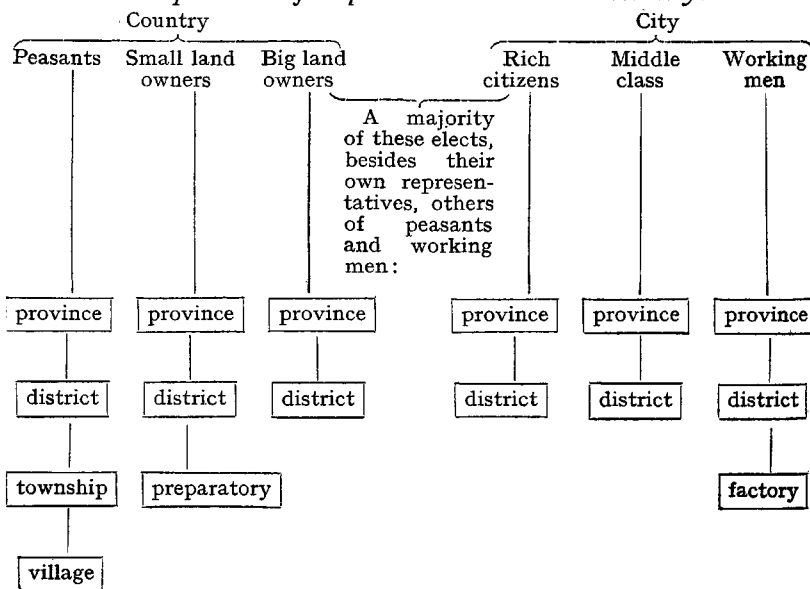 Country City
Peasants Small land owners Big land owners Rich citizens Middle class Working men
A majority
of these elects,
besides their
own represen-
tatives, others
of peasants
and working
men:
province province province province province province
district district district district district district
township preparatory factory
village